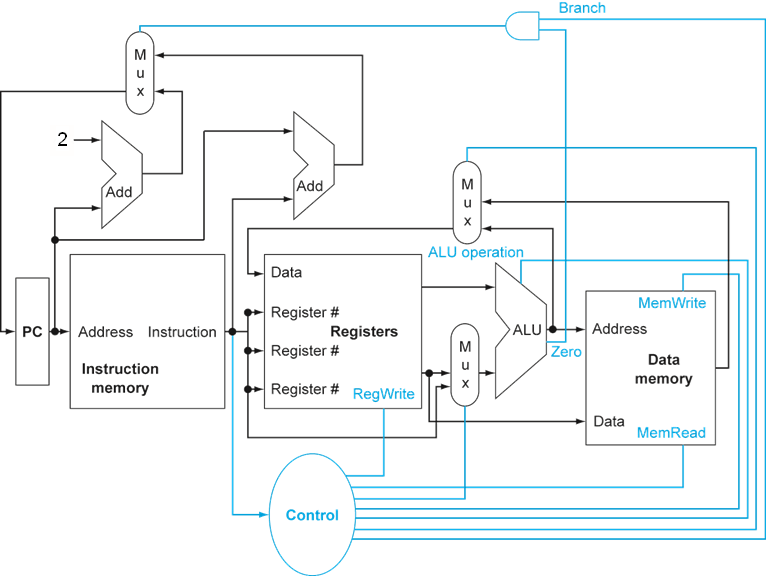 Branch
M
u
x
2
Add
Add
M
u
x
ALU operation
Data
MemWrite
PC
Address
Instruction
Register #
Registers
ALU
Address
Instruction
memory
Register #
M
u
x
Zero
Data
memory
Register #
RegWrite
Data
MemRead
Control